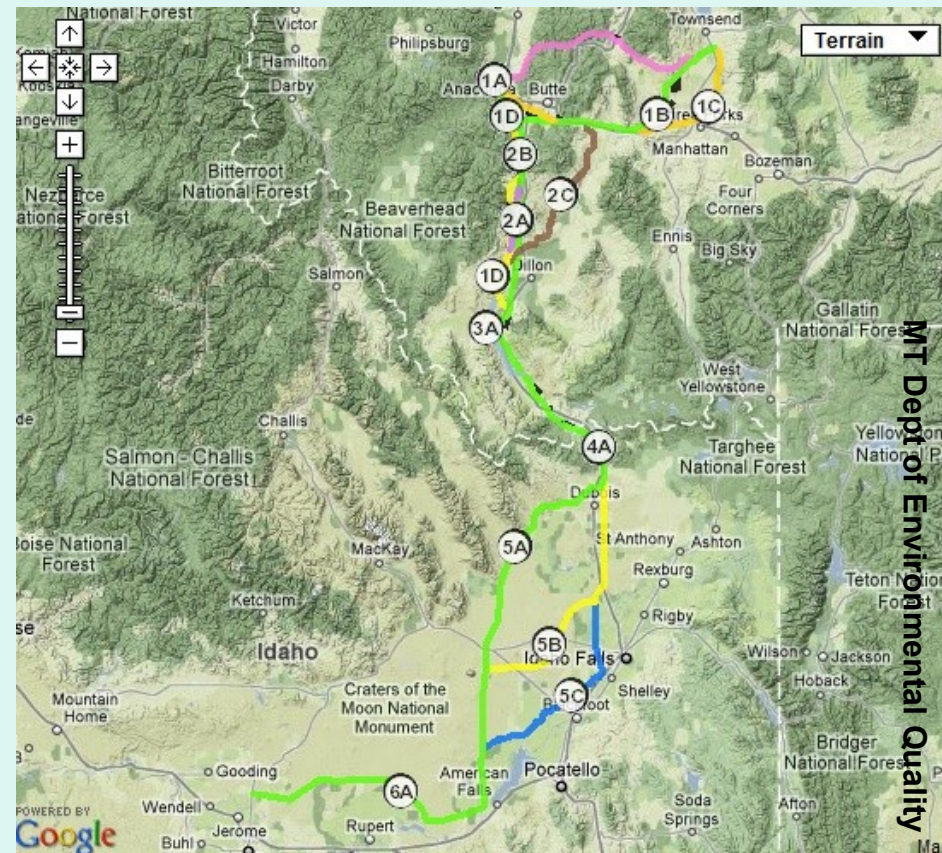 National Forest
Victor
Hamilton
Darby
Philipsburg
Townsend
Terrain
1A
Butte
1D
1B
1C
2B
Manhattan
Bozeman
Bitterroot
National Forest
2C
Four
Corners
Beaverhead
National Forest
2A
Ennis
Big Sky
Salmon
1D
3A
Gallatin
National Forest
West
Yellowstone
Challis
4A
Targhee
National Forest
Salmon - Challis
National Forest
Dubois
5A
St Anthony
Ashton
Boise National
Forest
MacKay
Rexburg
Ketchum
Rigby
Idaho
5B
Idaho Falls
Wilson
Jackson
Hoback
Shelley
5C
Craters of the
Moon National
Monument
Mountain
Home
Bridger
National Forest
Gooding
American
Falls
Pocatello
6A
Wendell
Jerome
Rupert
Buhl
Soda
Springs
Afton
POWERED BY
Google
MT Dept of Environmental Quality